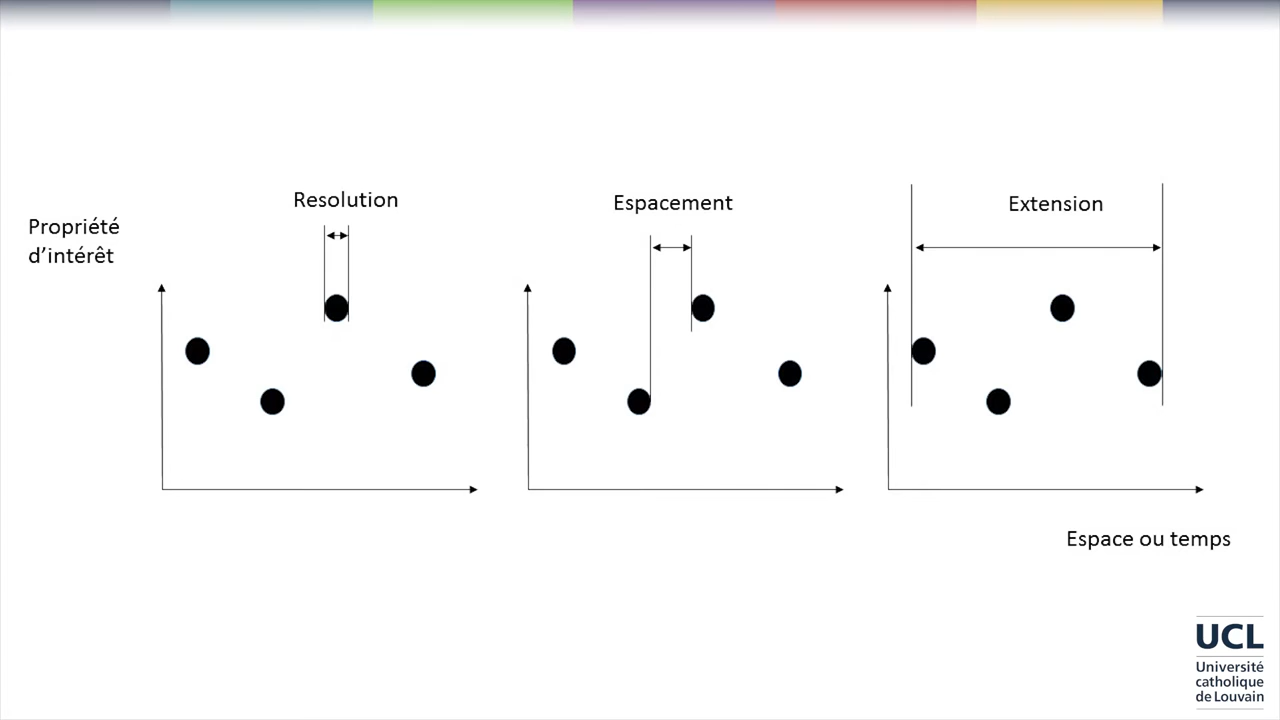 Propriété
d’intérêt
Resolution
Espacement
Extension
Espace ou temps
UCL
Université
catholique
de Louvain